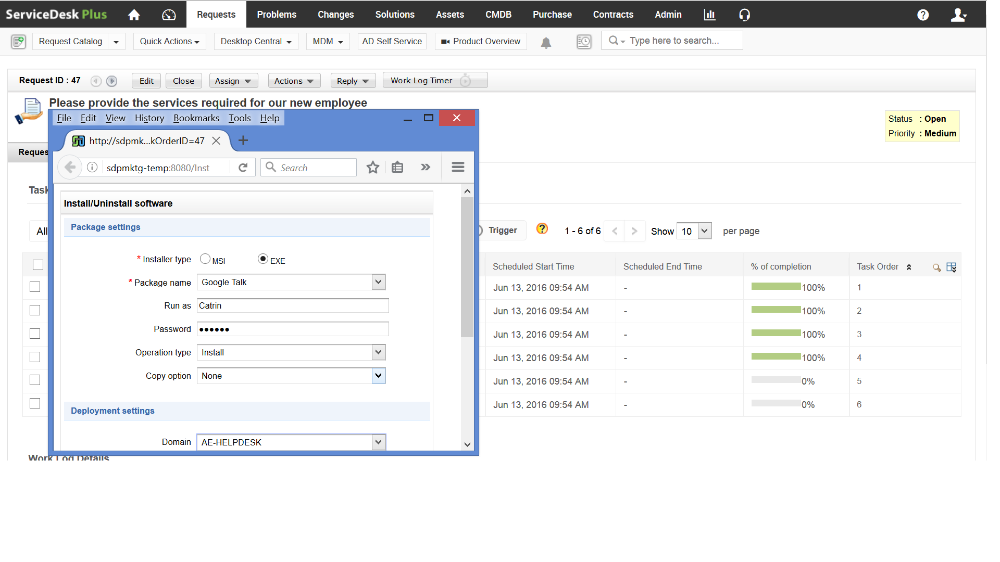 ServiceDesk Plus Requests Problems Changes Solutions Assets CMDB Purchase Contracts Admin
Request Catalog Quick Actions Desktop Central MDM AD Self Service Product Overview Type here to search...
Request ID : 47 Edit Close Assign Actions Reply Work Log Timer
Please provide the services required for our new employee
Status : Open
Priority : Medium
File Edit View History Bookmarks Tools Help
http://sdpmk...kOrderID=47
Reques
sdpmktg-temp:8080/Inst Search
Task
Install/Uninstall software
Package settings
All Trigger 1 - 6 of 6 Show 10 per page
* Installer type MSI EXE
* Package name Google Talk
Run as Catrin
Password ●●●●●●
Operation type Install
Copy option None
Deployment settings
Domain AE-HELPDESK
Scheduled Start Time Scheduled End Time % of completion Task Order
Jun 13, 2016 09:54 AM - 100% 1
Jun 13, 2016 09:54 AM - 100% 2
Jun 13, 2016 09:54 AM - 100% 3
Jun 13, 2016 09:54 AM - 100% 4
Jun 13, 2016 09:54 AM - 0% 5
Jun 13, 2016 09:54 AM - 0% 6
Work Log Details